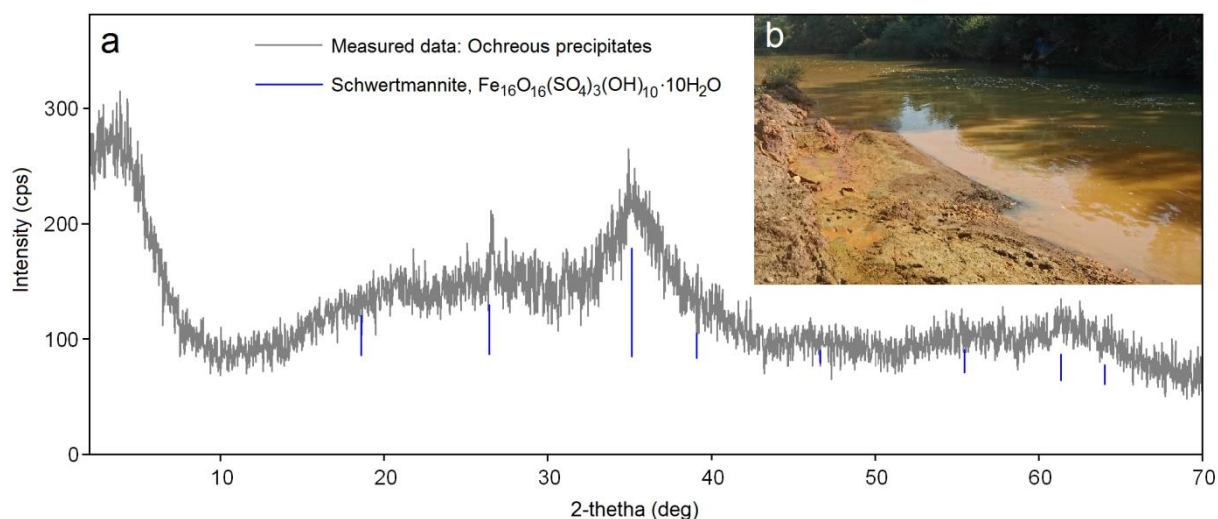 a
b
Measured data: Ochreous precipitates
Schwertmannite, Fe₁₆O₁₆(SO₄)₃(OH)₁₀·10H₂O
Intensity (cps)
300
200
100
0
10
20
30
40
50
60
70
2-thetha (deg)